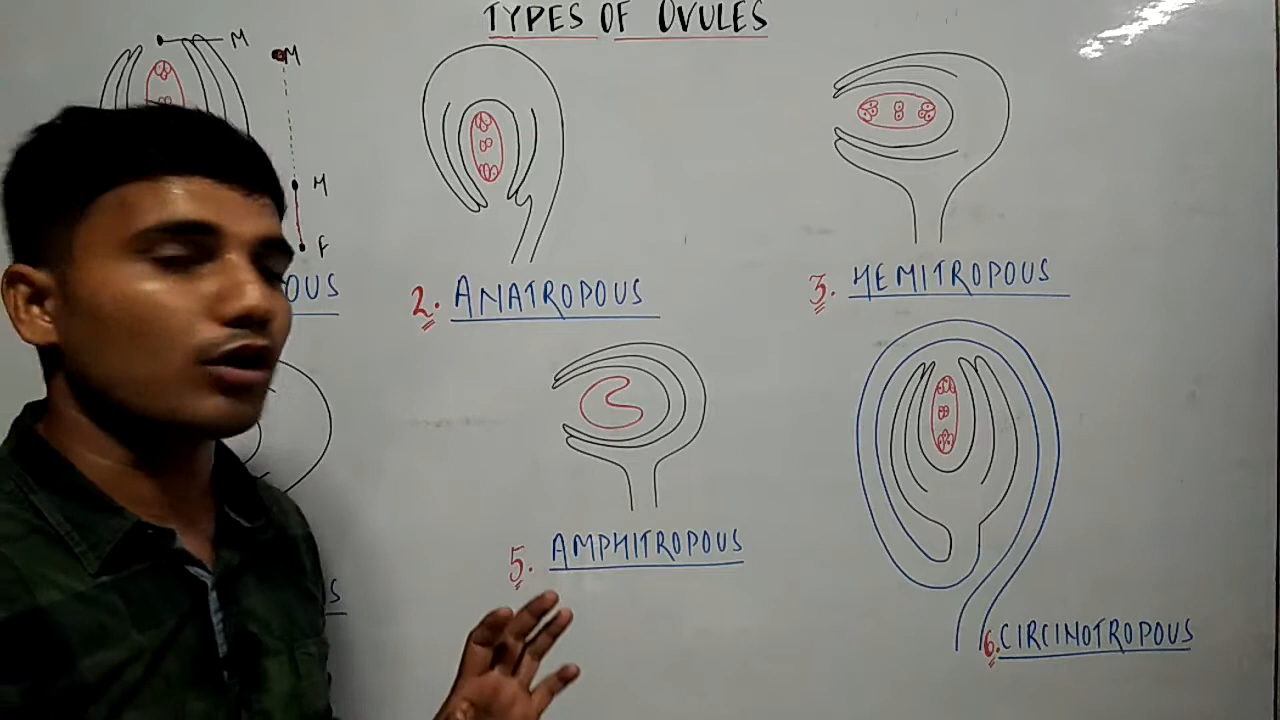 TYPES OF OVULES
M
M
M
F
OUS
2. ANATROPOUS
3. HEMITROPOUS
S
5. AMPHITROPOUS
6. CIRCINOTROPOUS